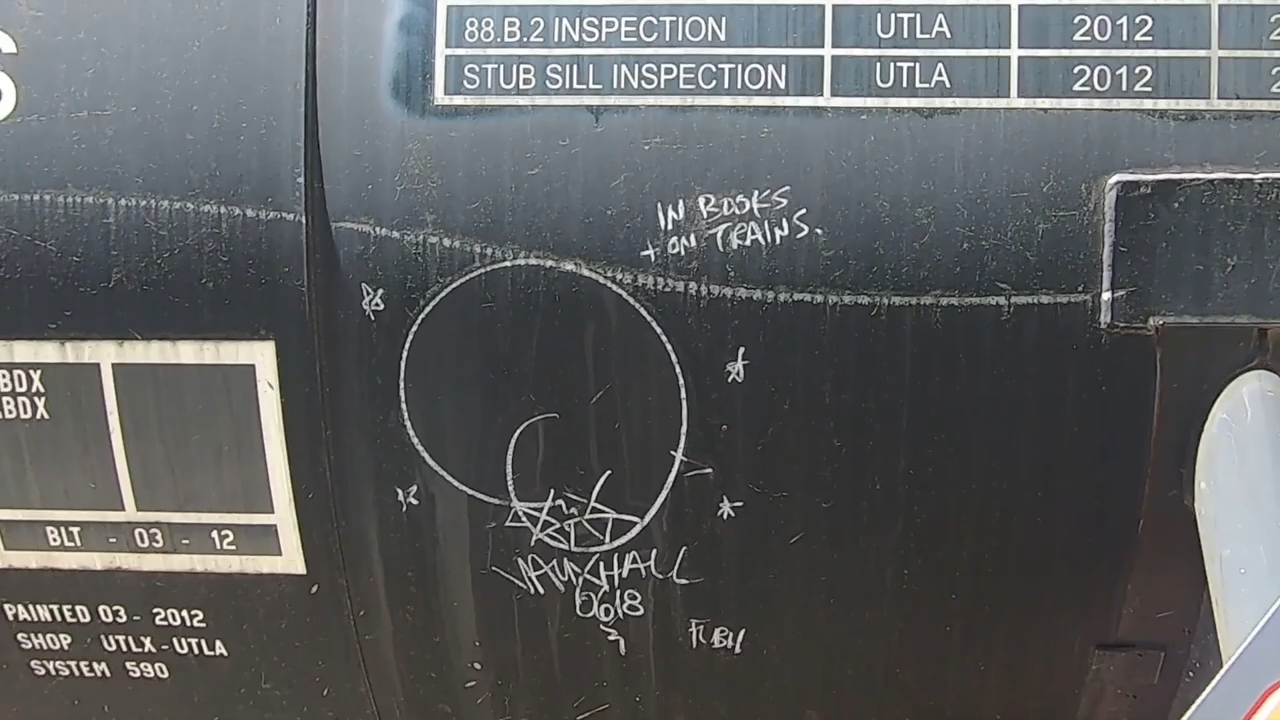 88.B.2 INSPECTION UTLA 2012
STUB SILL INSPECTION UTLA 2012
IN BOOKS
+ ON TRAINS.
BDX
BDX
BLT - 03 - 12
PAINTED 03 - 2012
SHOP UTLX-UTLA
SYSTEM 590
VAUXHALL
0618